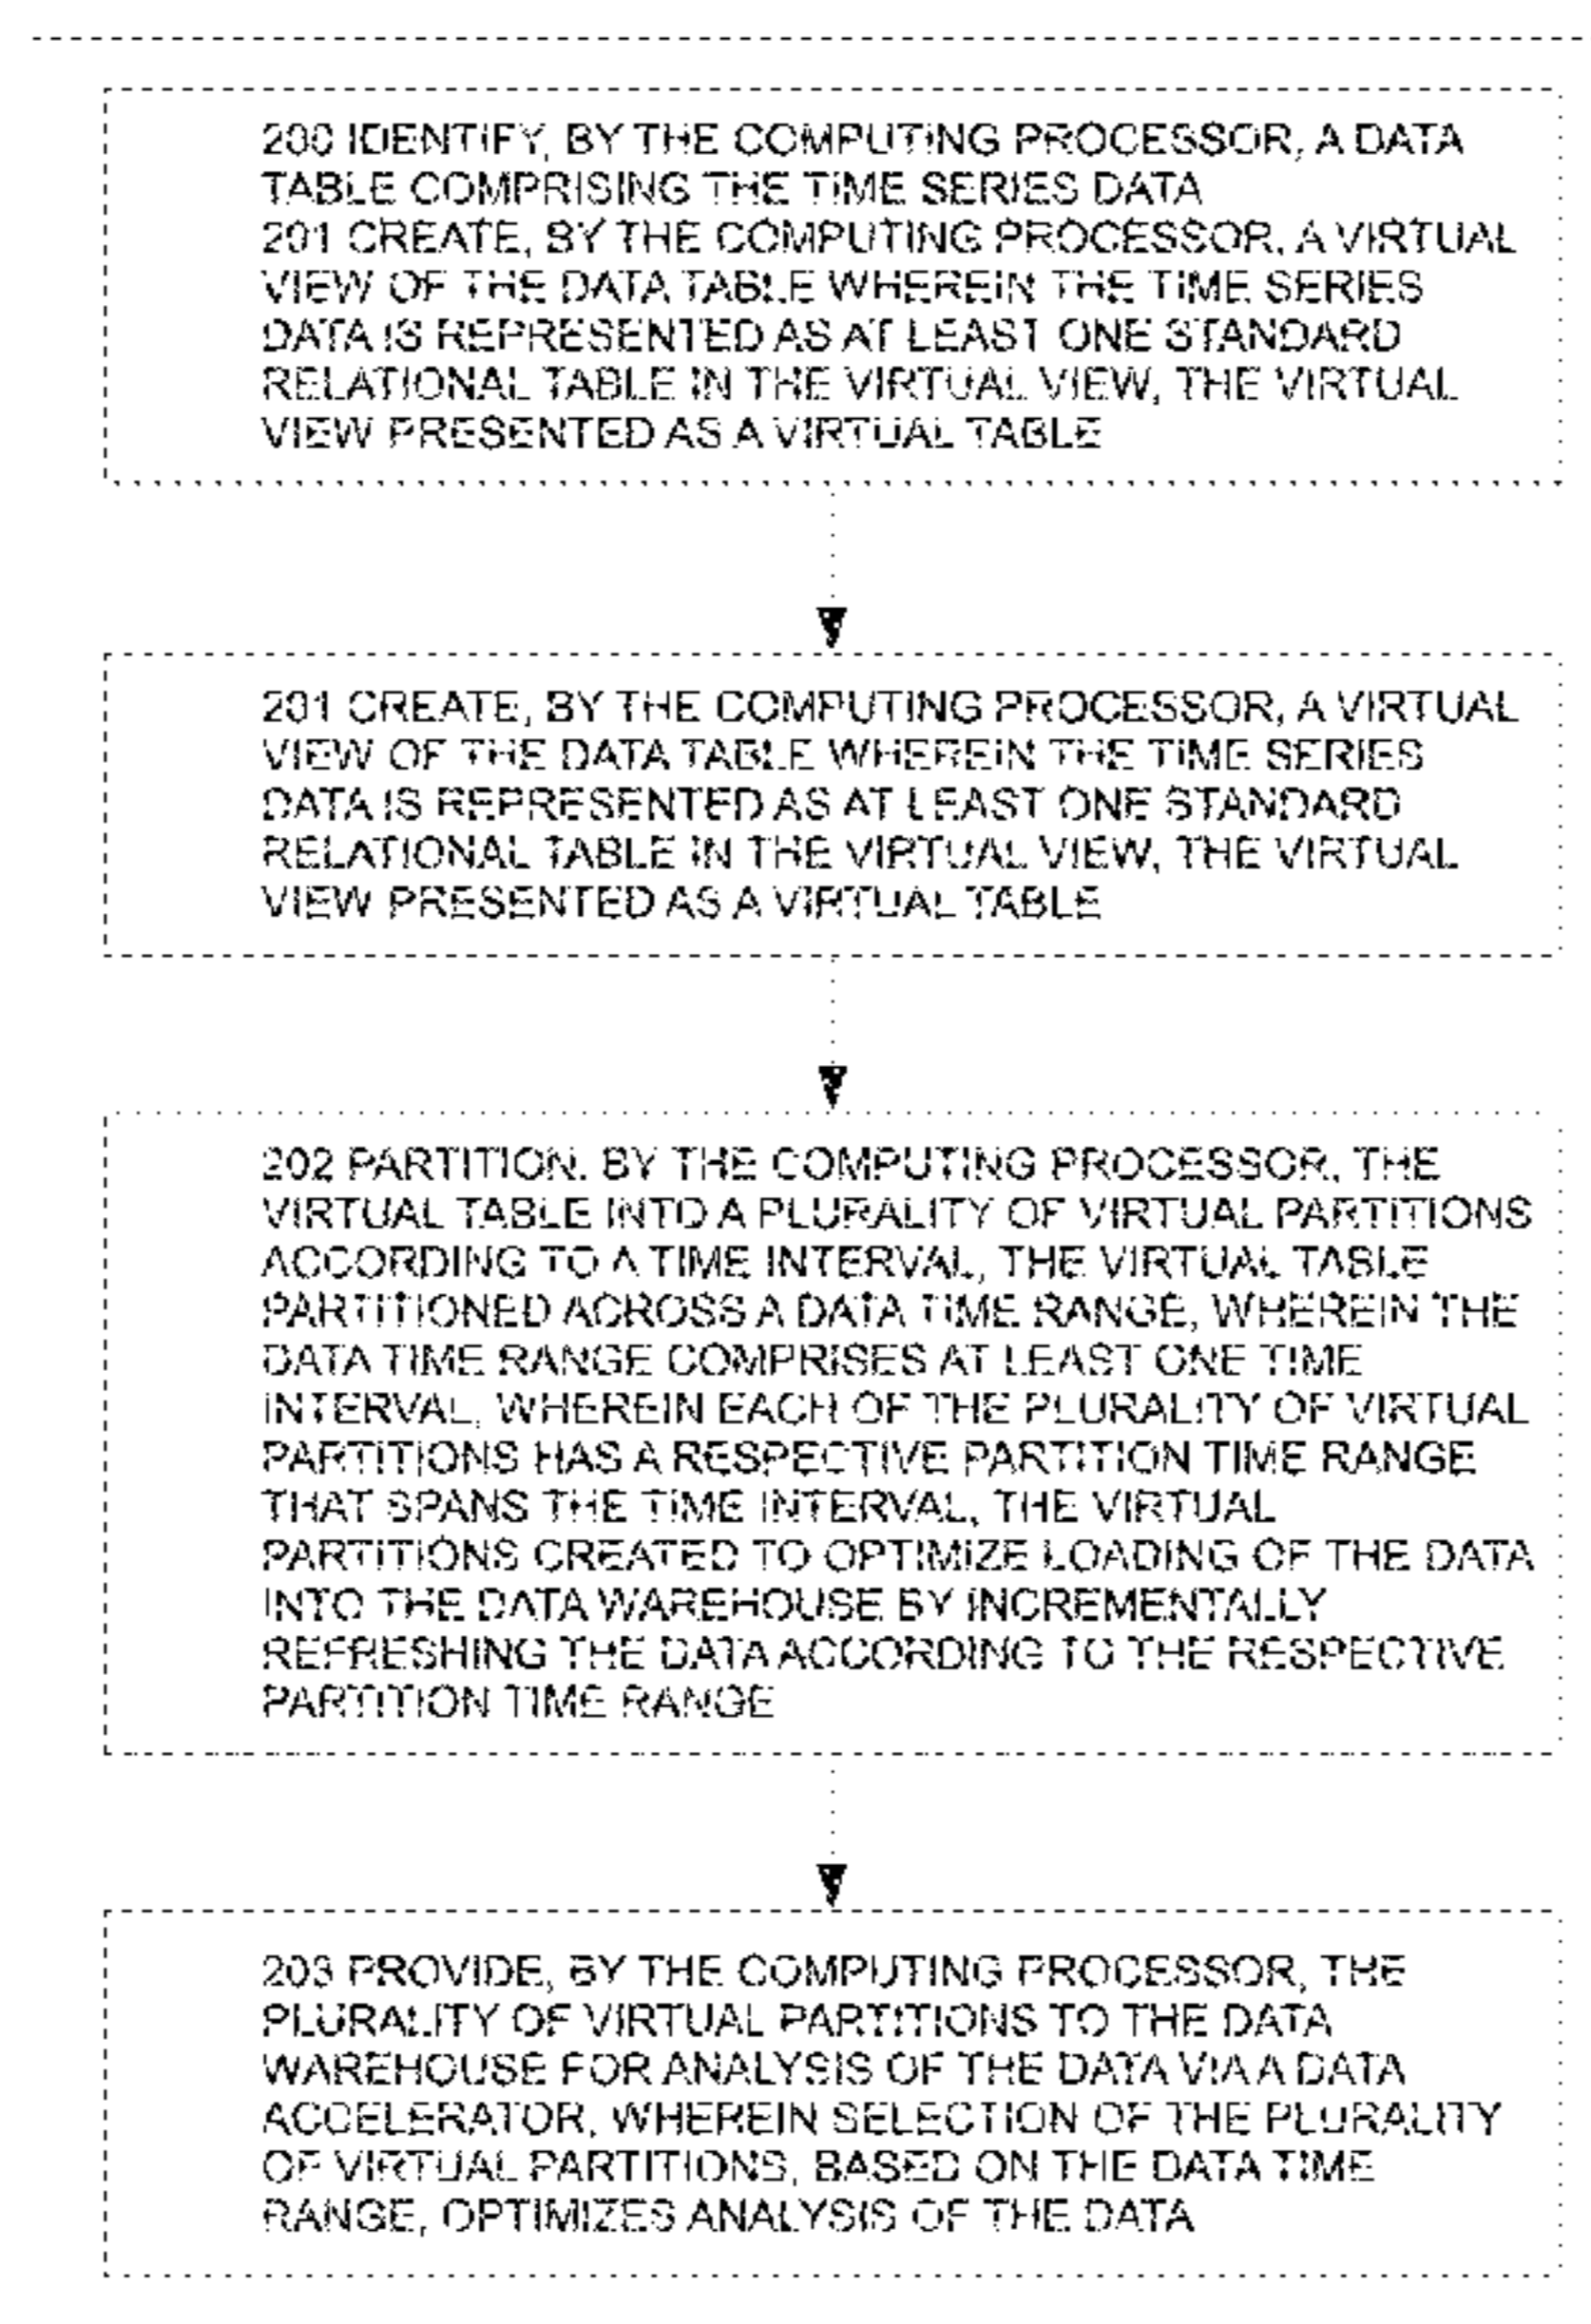 200 IDENTIFY, BY THE COMPUTING PROCESSOR, A DATA
TABLE COMPRISING THE TIME SERIES DATA
201 CREATE, BY THE COMPUTING PROCESSOR, A VIRTUAL
VIEW OF THE DATA TABLE WHEREIN THE TIME SERIES
DATA IS REPRESENTED AS AT LEAST ONE STANDARD
RELATIONAL TABLE IN THE VIRTUAL VIEW, THE VIRTUAL
VIEW PRESENTED AS A VIRTUAL TABLE
201 CREATE, BY THE COMPUTING PROCESSOR, A VIRTUAL
VIEW OF THE DATA TABLE WHEREIN THE TIME SERIES
DATA IS REPRESENTED AS AT LEAST ONE STANDARD
RELATIONAL TABLE IN THE VIRTUAL VIEW, THE VIRTUAL
VIEW PRESENTED AS A VIRTUAL TABLE
202 PARTITION, BY THE COMPUTING PROCESSOR, THE
VIRTUAL TABLE INTO A PLURALITY OF VIRTUAL PARTITIONS
ACCORDING TO A TIME INTERVAL, THE VIRTUAL TABLE
PARTITIONED ACROSS A DATA TIME RANGE, WHEREIN THE
DATA TIME RANGE COMPRISES AT LEAST ONE TIME
INTERVAL, WHEREIN EACH OF THE PLURALITY OF VIRTUAL
PARTITIONS HAS A RESPECTIVE PARTITION TIME RANGE
THAT SPANS THE TIME INTERVAL, THE VIRTUAL
PARTITIONS CREATED TO OPTIMIZE LOADING OF THE DATA
INTO THE DATA WAREHOUSE BY INCREMENTALLY
REFRESHING THE DATA ACCORDING TO THE RESPECTIVE
PARTITION TIME RANGE
203 PROVIDE, BY THE COMPUTING PROCESSOR, THE
PLURALITY OF VIRTUAL PARTITIONS TO THE DATA
WAREHOUSE FOR ANALYSIS OF THE DATA VIA A DATA
ACCELERATOR, WHEREIN SELECTION OF THE PLURALITY
OF VIRTUAL PARTITIONS, BASED ON THE DATA TIME
RANGE, OPTIMIZES ANALYSIS OF THE DATA